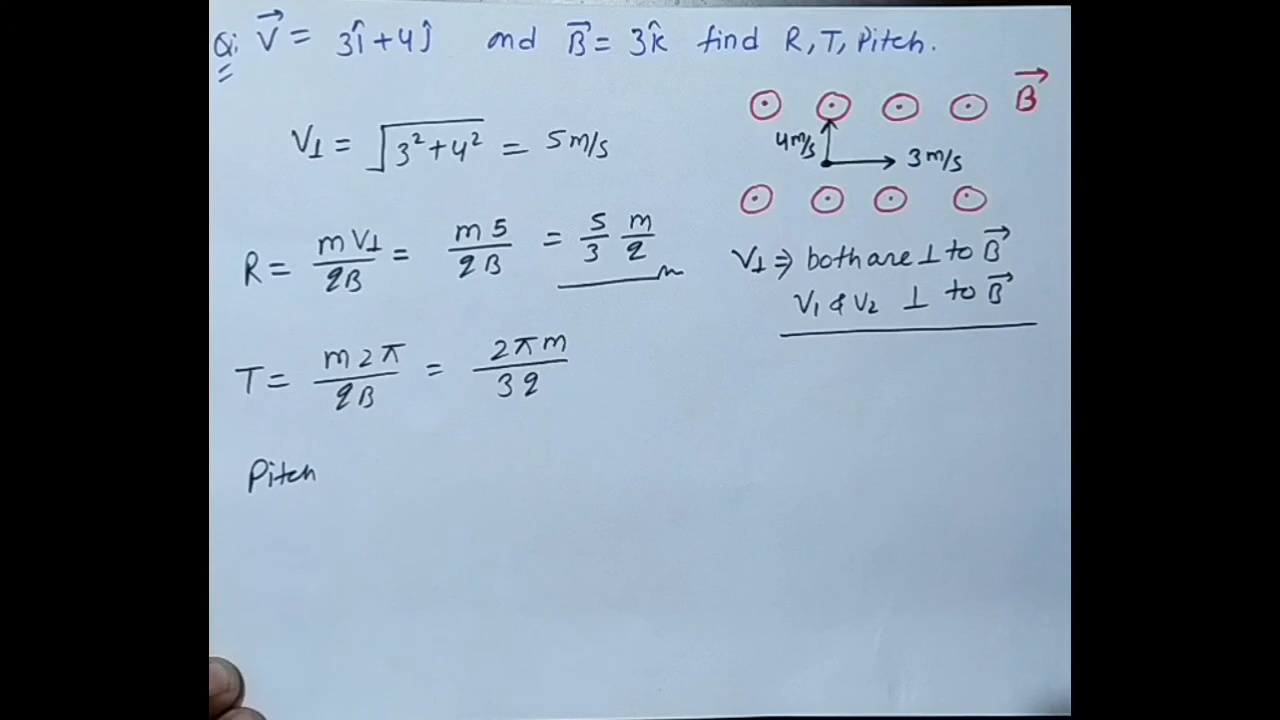 Q: V⃗ = 3î + 4ĵ and B⃗ = 3k̂ find R, T, Pitch.
B⃗
V⊥ = √(3² + 4²) = 5 m/s
4 m/s
3 m/s
R = mV⊥/qB = m5/qB = 5/3 m/q
V⊥ ⇒ both are ⊥ to B⃗
V₁ & V₂ ⊥ to B⃗
T = m2π/qB = 2πm/3q
Pitch